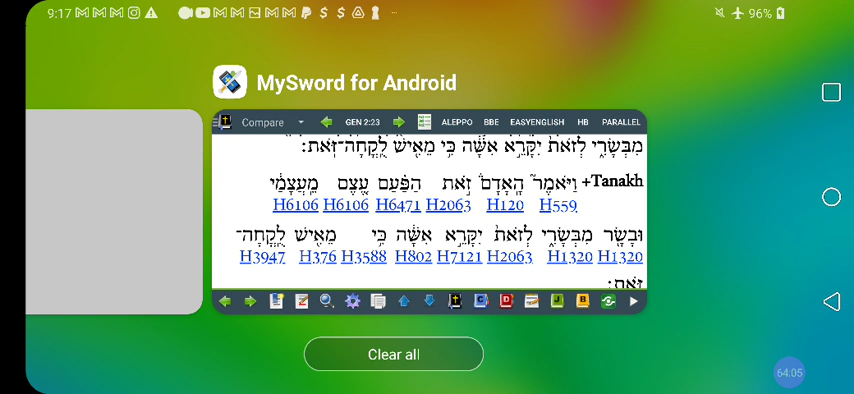 9:17 96%
MySword for Android
Compare GEN 2:23 ALEPPO BBE EASYENGLISH HB PARALLEL
מִבְּשָׂרִ֑י לְזֹאת֙ יִקָּרֵ֣א אִשָּׁ֔ה כִּ֥י מֵאִ֖ישׁ לֻֽקֳחָה־זֹּֽאת׃
Tanakh+ וַיֹּאמֶר֮ הָֽאָדָם֒ זֹ֣את הַפַּ֗עַם עֶ֚צֶם מֵֽעֲצָמַ֔י
H6106 H6106 H6471 H2063 H120 H559
וּבָשָׂ֖ר מִבְּשָׂרִ֑י לְזֹאת֙ יִקָּרֵ֣א אִשָּׁ֔ה כִּ֥י מֵאִ֖ישׁ לֻֽקֳחָה־
H3947 H376 H3588 H802 H7121 H2063 H1320 H1320
זֹּֽאת׃
Clear all
64:05